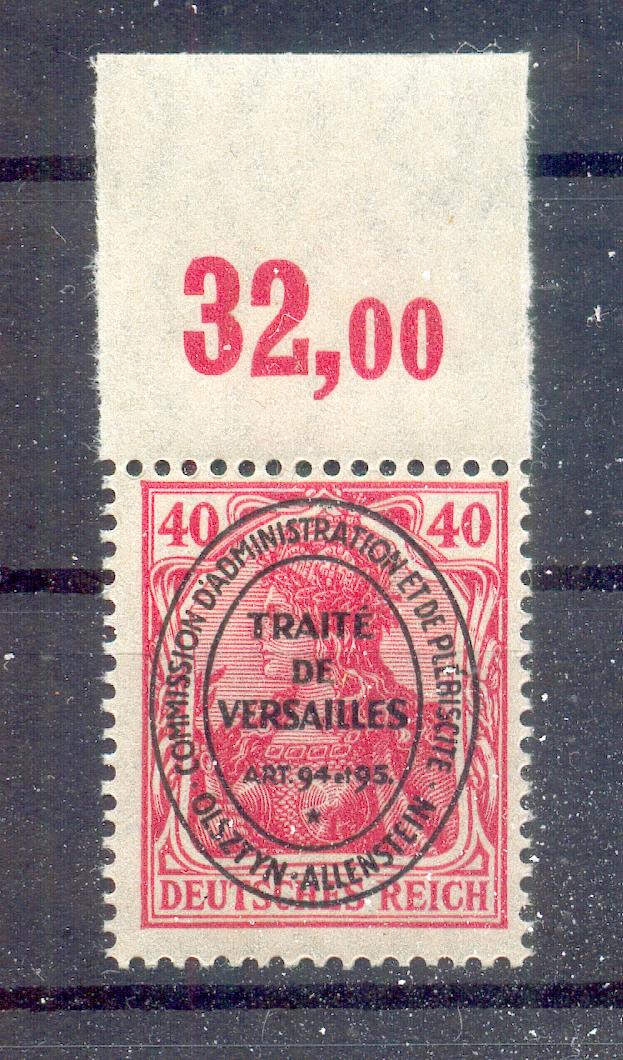 32,00
40 40
COMMISSION D'ADMINISTRATION ET DE PLÉBISCITE
TRAITÉ
DE
VERSAILLES
ART. 94 et 95.
OLSZTYN · ALLENSTEIN
DEUTSCHES REICH